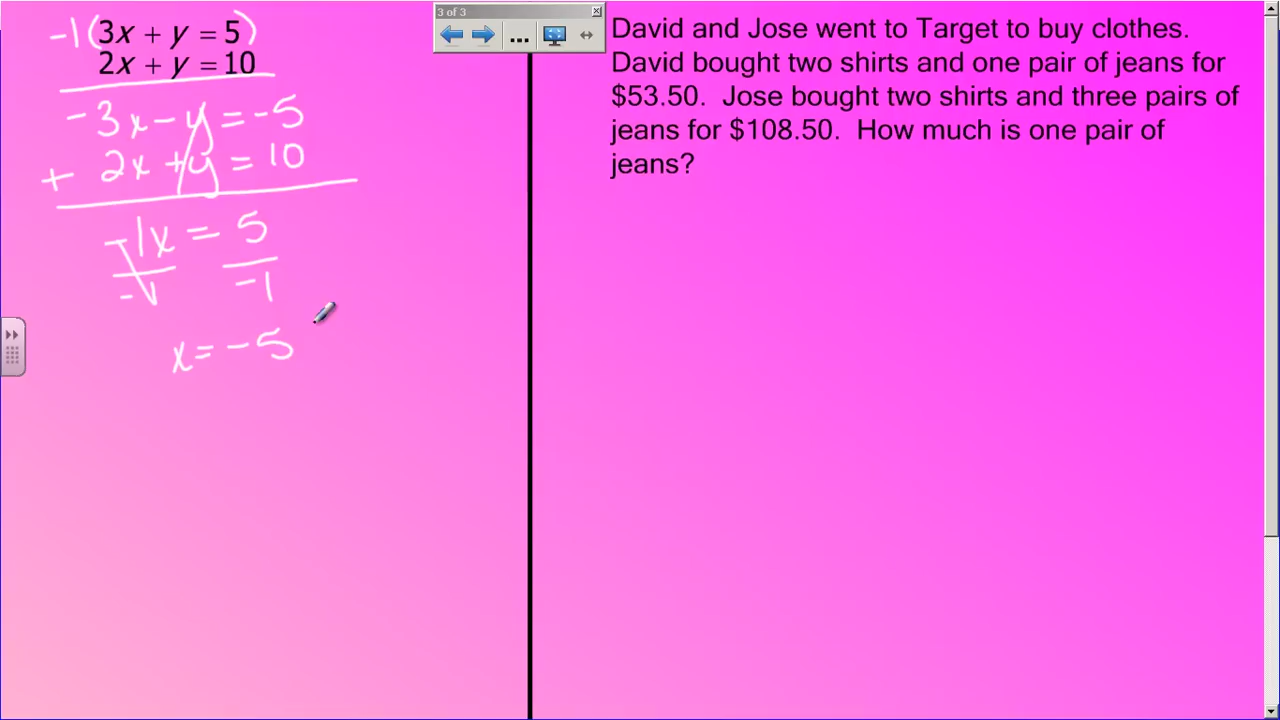 -1(3x + y = 5)
2x + y = 10
-3x - y = -5
+ 2x + y = 10
-1x = 5
-1 -1
x = -5
3 of 3
David and Jose went to Target to buy clothes.
David bought two shirts and one pair of jeans for
$53.50. Jose bought two shirts and three pairs of
jeans for $108.50. How much is one pair of
jeans?